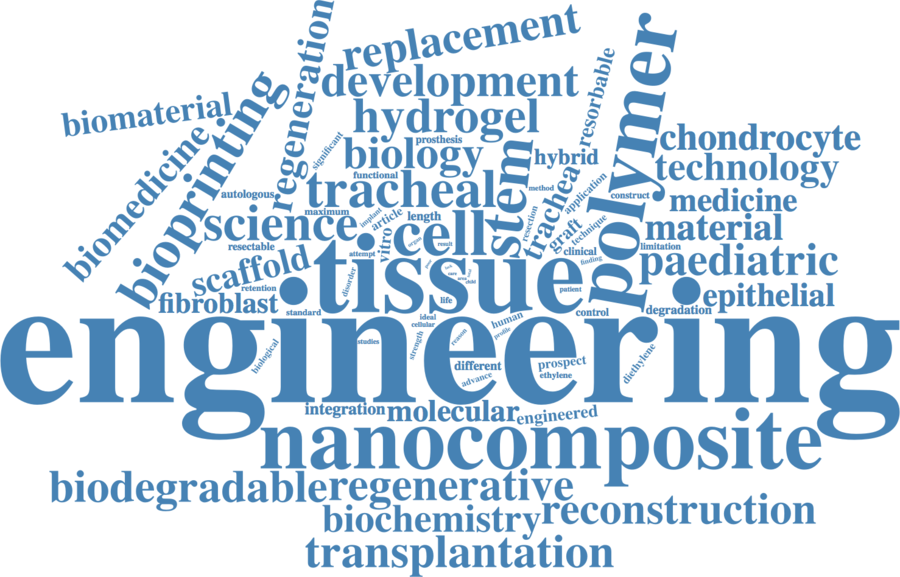 replacement
development
hydrogel
prosthesis
biology
functional
tracheal
regeneration
significant
biomaterial
biomedicine
bioprinting
autologous
maximum
science
resectable
scaffold
retention
fibroblast
standard
implant
article
length
vitro
cell
organ
result
attempt
disorder
stem
hybrid
method
resection
trachea
application
graft
technique
resorbable
polymer
construct
chondrocyte
technology
medicine
material
limitation
paediatric
epithelial
degradation
clinical
finding
patient
control
tissue
care
area
child
life
engineering
ideal
cellular
human
profile
reason
strength
studies
biological
different
advance
prospect
ethylene
diethylene
integration
molecular
engineered
nanocomposite
biodegradable
regenerative
biochemistry
reconstruction
transplantation